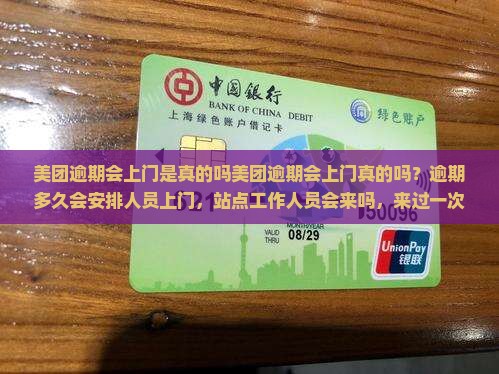 中国银行
BANK OF CHINA
DEBIT
上海绿色账户借记卡
绿色账户
美团逾期会上门是真的吗美团逾期会上门真的吗？逾期
多久会安排人员上门，站点工作人员会来吗，来过一次
150096
MONTH/YEAR
VALID THRU
08/29
UnionPay
银联